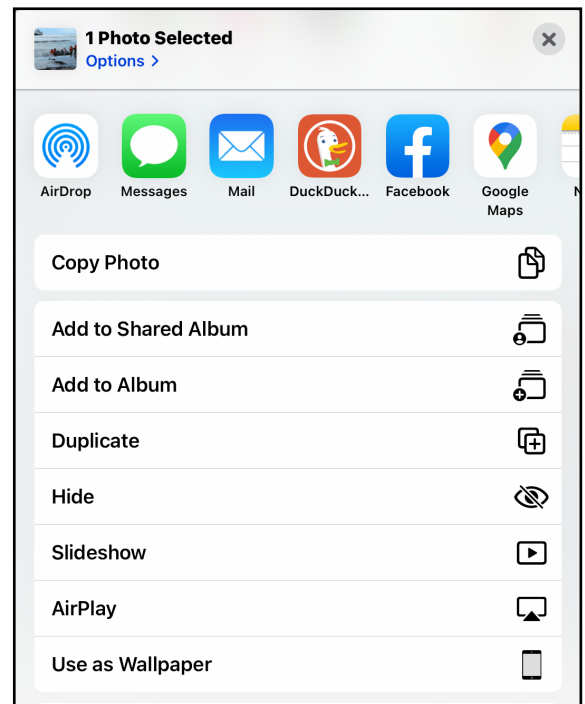 1 Photo Selected
Options >
AirDrop
Messages
Mail
DuckDuck...
Facebook
Google
Maps
N
Copy Photo
Add to Shared Album
Add to Album
Duplicate
Hide
Slideshow
AirPlay
Use as Wallpaper